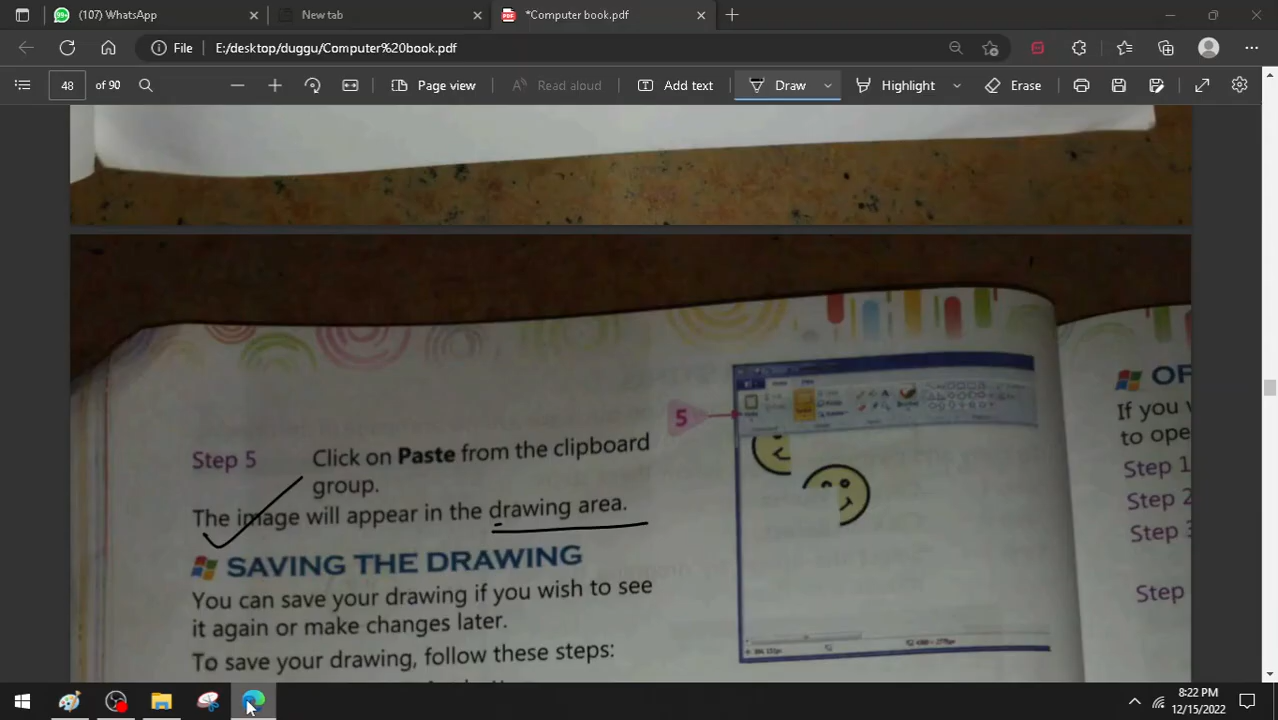 (107) WhatsApp
New tab
*Computer book.pdf
File
E:/desktop/duggu/Computer%20book.pdf
48 of 90
Page view
Read aloud
Add text
Draw
Highlight
Erase
5
Step 5 Click on Paste from the clipboard
group.
The image will appear in the drawing area.
SAVING THE DRAWING
You can save your drawing if you wish to see
it again or make changes later.
To save your drawing, follow these steps:
OP
If you
to ope
Step 1
Step 2
Step 3
Step
8:22 PM
12/15/2022